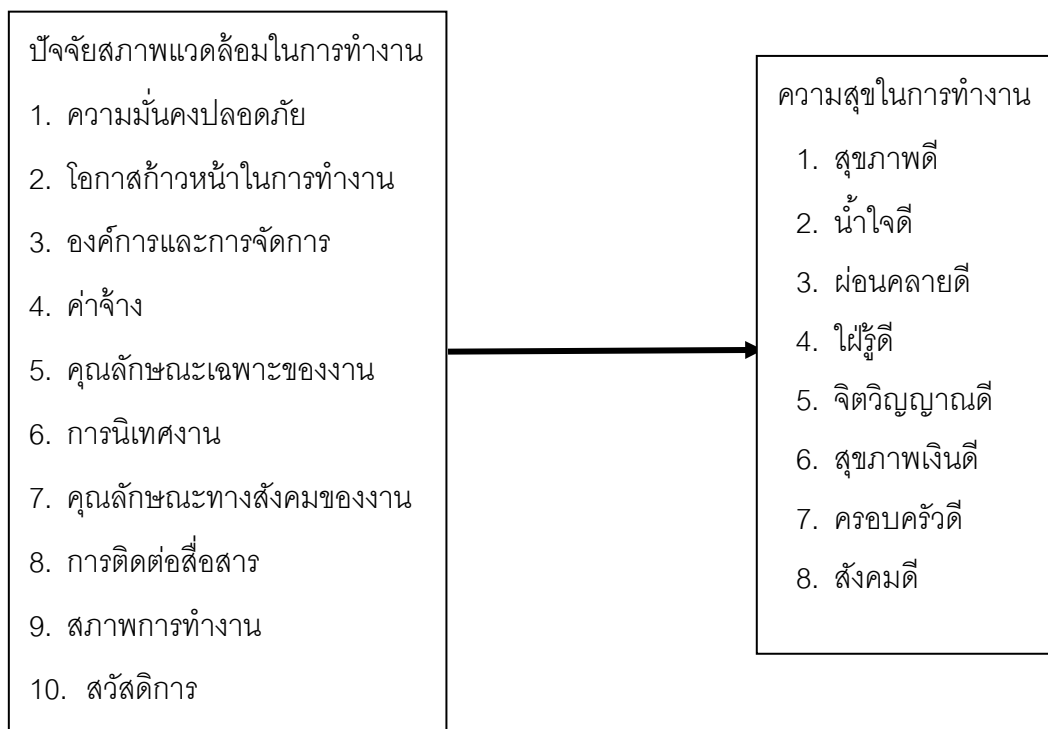 ปัจจัยสภาพแวดล้อมในการทำงาน
1. ความมั่นคงปลอดภัย
2. โอกาสก้าวหน้าในการทำงาน
3. องค์การและการจัดการ
4. ค่าจ้าง
5. คุณลักษณะเฉพาะของงาน
6. การนิเทศงาน
7. คุณลักษณะทางสังคมของงาน
8. การติดต่อสื่อสาร
9. สภาพการทำงาน
10. สวัสดิการ
ความสุขในการทำงาน
1. สุขภาพดี
2. น้ำใจดี
3. ผ่อนคลายดี
4. ใฝ่รู้ดี
5. จิตวิญญาณดี
6. สุขภาพเงินดี
7. ครอบครัวดี
8. สังคมดี